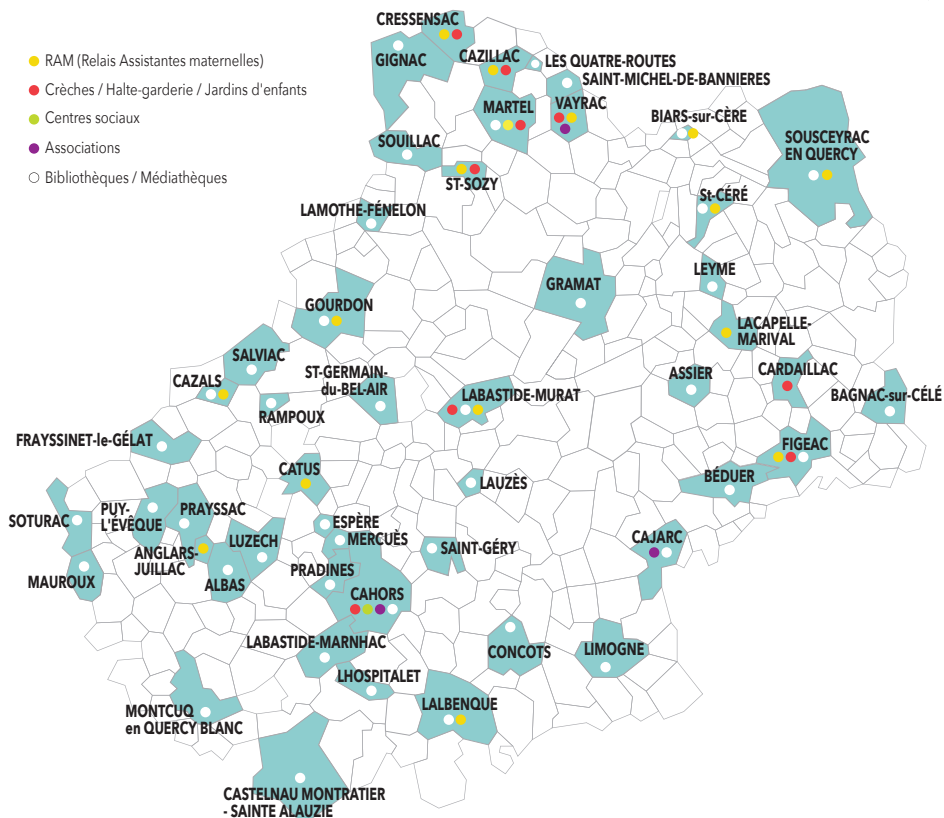 CRESSENSAC
GIGNAC
CAZILLAC
LES QUATRE-ROUTES
SAINT-MICHEL-DE-BANNIERES
RAM (Relais Assistantes maternelles)
Crèches / Halte-garderie / Jardins d'enfants
Centres sociaux
Associations
Bibliothèques / Médiathèques
MARTEL
VAYRAC
BIARS-sur-CÈRE
SOUSCEYRAC
EN QUERCY
SOUILLAC
ST-SOZY
LAMOTHE-FÉNELON
St-CÉRÉ
LEYME
GRAMAT
GOURDON
LACAPELLE-
MARIVAL
SALVIAC
CAZALS
RAMPOUX
ST-GERMAIN-
du-BEL-AIR
LABASTIDE-MURAT
ASSIER
CARDAILLAC
BAGNAC-sur-CÉLÉ
FRAYSSINET-le-GÉLAT
FIGEAC
CATUS
LAUZÈS
BÉDUER
SOTURAC
PUY-
L'ÉVÊQUE
PRAYSSAC
ANGLARS-
JUILLAC
LUZECH
ESPÈRE
MERCUÈS
SAINT-GÉRY
CAJARC
MAUROUX
ALBAS
PRADINES
CAHORS
LABASTIDE-MARNHAC
CONCOTS
LIMOGNE
LHOSPITALET
LALBENQUE
MONTCUQ
en QUERCY BLANC
CASTELNAU MONTRATIER
- SAINTE ALAUZIE